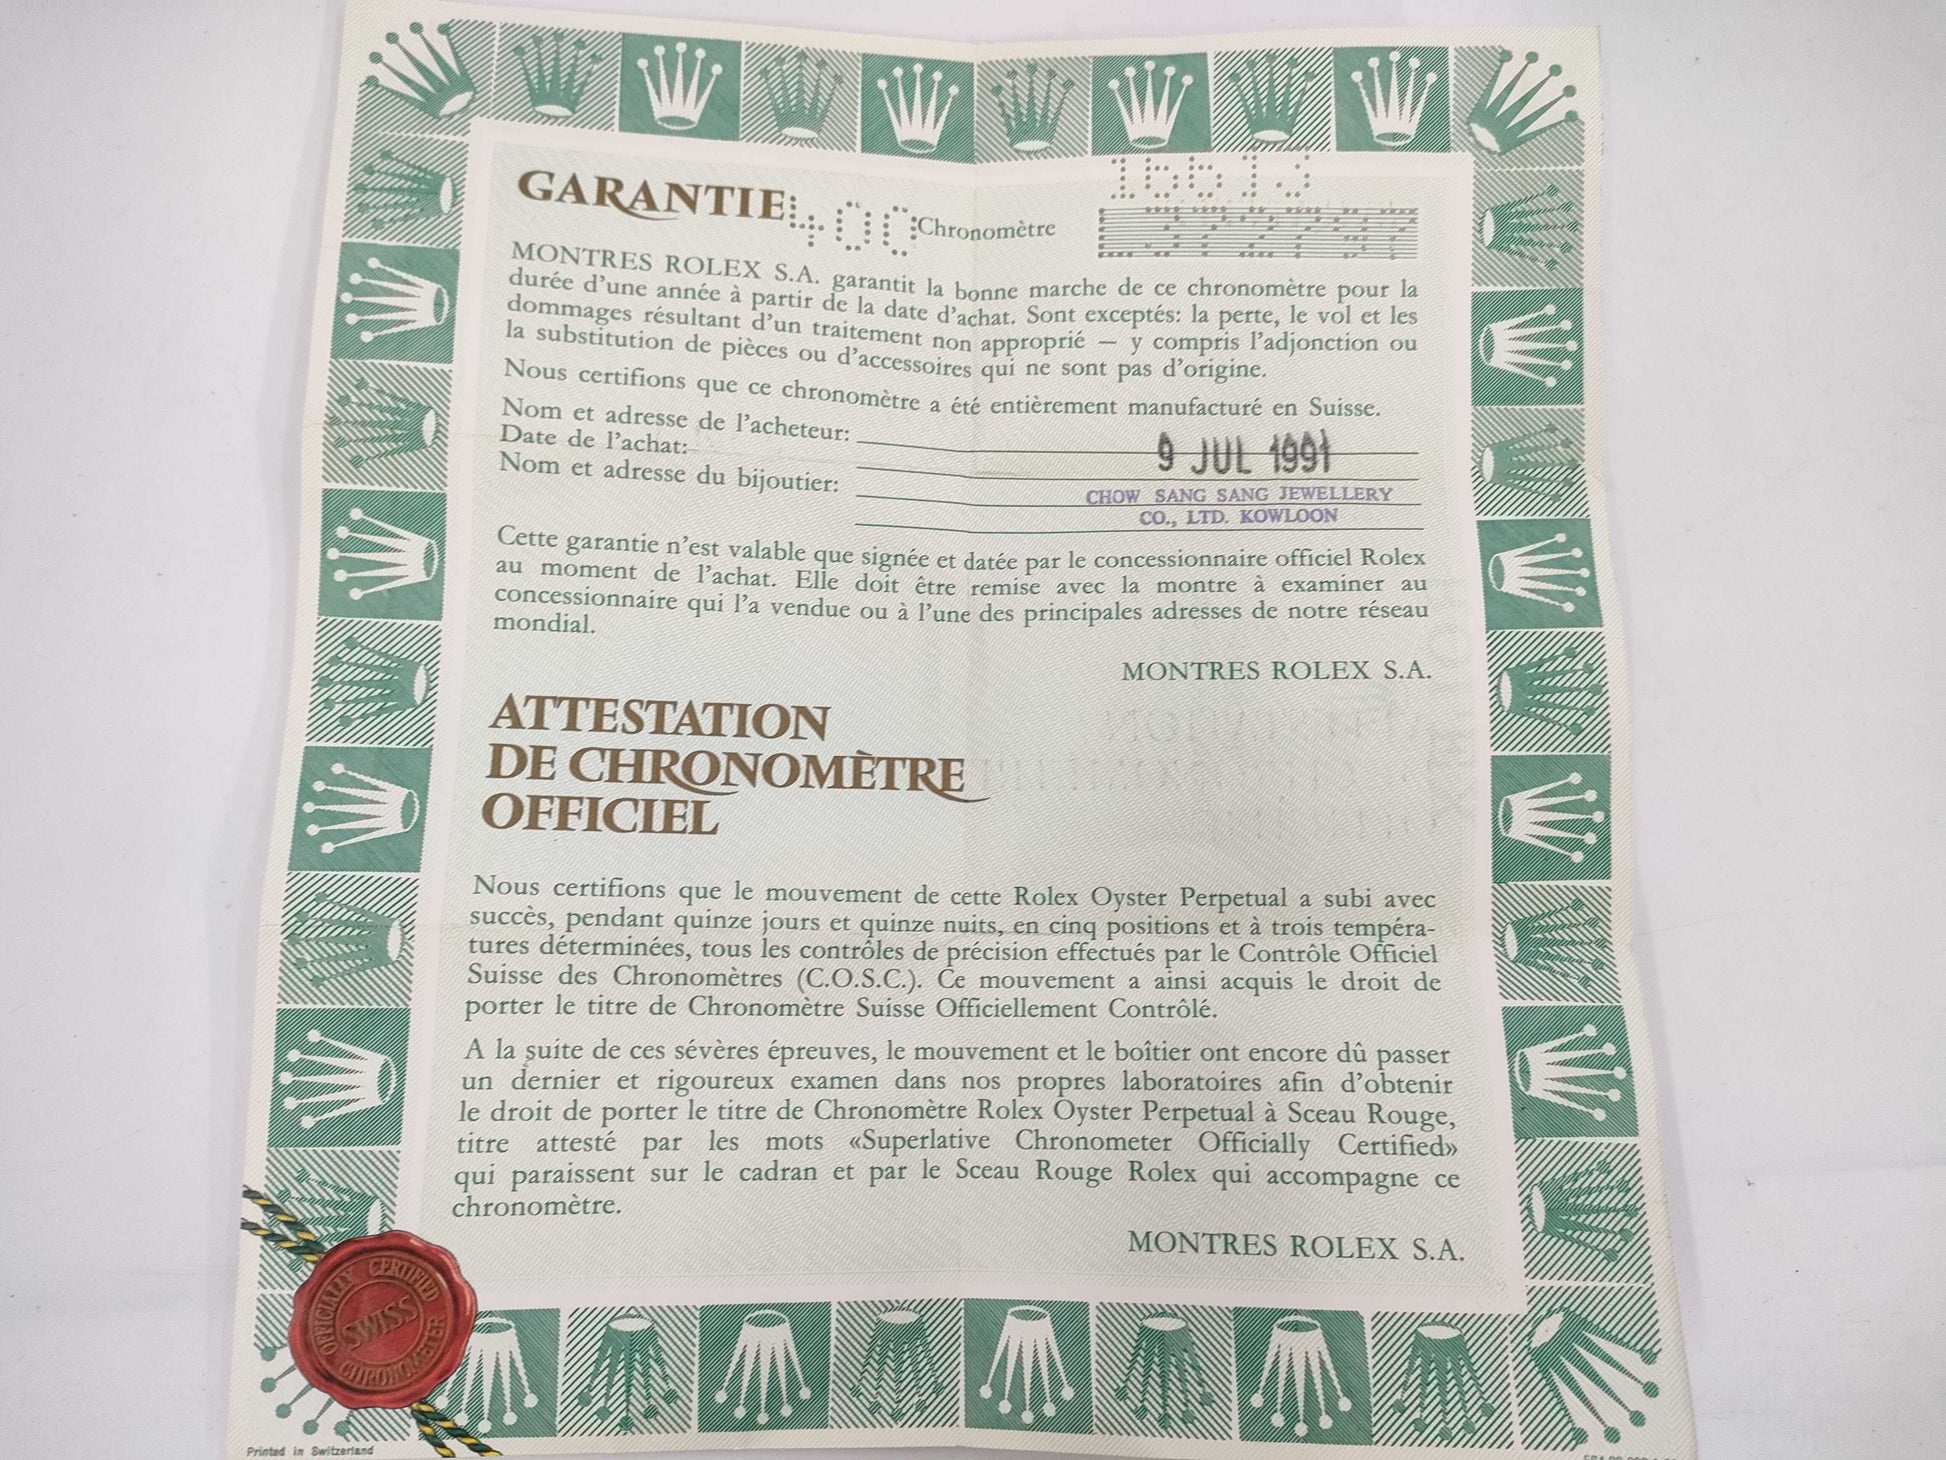 16613
GARANTIE 400 Chronomètre L372797
MONTRES ROLEX S.A. garantit la bonne marche de ce chronomètre pour la
durée d'une année à partir de la date d'achat. Sont exceptés: la perte, le vol et les
dommages résultant d'un traitement non approprié — y compris l'adjonction ou
la substitution de pièces ou d'accessoires qui ne sont pas d'origine.
Nous certifions que ce chronomètre a été entièrement manufacturé en Suisse.
Nom et adresse de l'acheteur:
Date de l'achat: 9 JUL 1991
Nom et adresse du bijoutier: CHOW SANG SANG JEWELLERY
CO., LTD. KOWLOON
Cette garantie n'est valable que signée et datée par le concessionnaire officiel Rolex
au moment de l'achat. Elle doit être remise avec la montre à examiner au
concessionnaire qui l'a vendue ou à l'une des principales adresses de notre réseau
mondial.
MONTRES ROLEX S.A.
ATTESTATION
DE CHRONOMÈTRE
OFFICIEL
Nous certifions que le mouvement de cette Rolex Oyster Perpetual a subi avec
succès, pendant quinze jours et quinze nuits, en cinq positions et à trois tempéra-
tures déterminées, tous les contrôles de précision effectués par le Contrôle Officiel
Suisse des Chronomètres (C.O.S.C.). Ce mouvement a ainsi acquis le droit de
porter le titre de Chronomètre Suisse Officiellement Contrôlé.
A la suite de ces sévères épreuves, le mouvement et le boîtier ont encore dû passer
un dernier et rigoureux examen dans nos propres laboratoires afin d'obtenir
le droit de porter le titre de Chronomètre Rolex Oyster Perpetual à Sceau Rouge,
titre attesté par les mots «Superlative Chronometer Officially Certified»
qui paraissent sur le cadran et par le Sceau Rouge Rolex qui accompagne ce
chronomètre.
MONTRES ROLEX S.A.
OFFICIALLY CERTIFIED
SWISS
CHRONOMETER
Printed in Switzerland